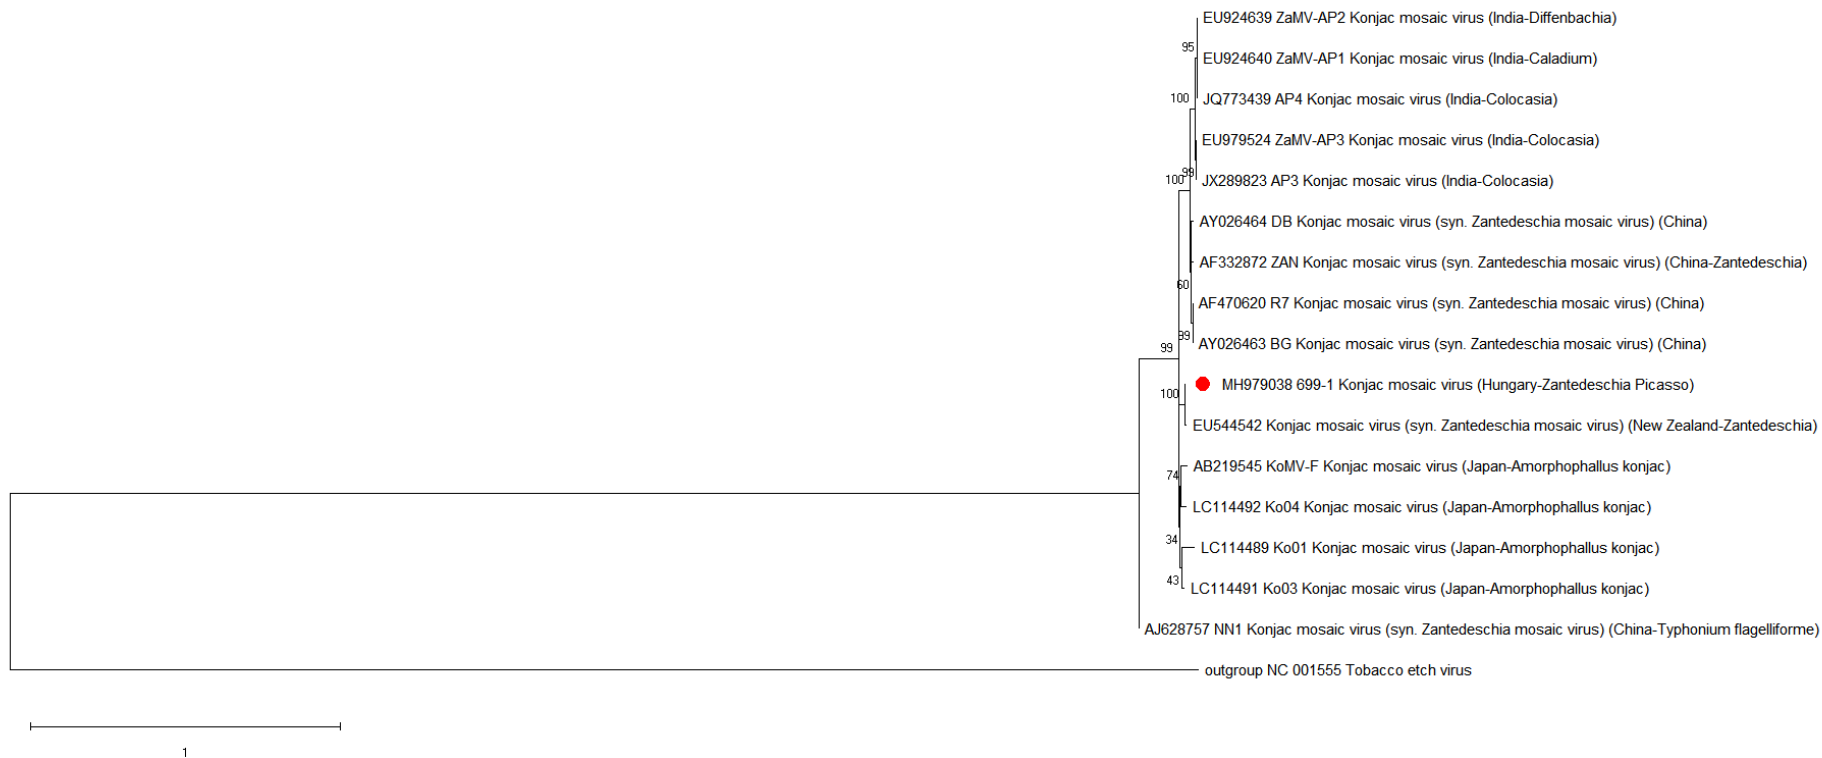 EU924639 ZaMV-AP2 Konjac mosaic virus (India-Diffenbachia)
95
EU924640 ZaMV-AP1 Konjac mosaic virus (India-Caladium)
100
JQ773439 AP4 Konjac mosaic virus (India-Colocasia)
EU979524 ZaMV-AP3 Konjac mosaic virus (India-Colocasia)
99
100
JX289823 AP3 Konjac mosaic virus (India-Colocasia)
AY026464 DB Konjac mosaic virus (syn. Zantedeschia mosaic virus) (China)
AF332872 ZAN Konjac mosaic virus (syn. Zantedeschia mosaic virus) (China-Zantedeschia)
60
AF470620 R7 Konjac mosaic virus (syn. Zantedeschia mosaic virus) (China)
99
AY026463 BG Konjac mosaic virus (syn. Zantedeschia mosaic virus) (China)
99
MH979038 699-1 Konjac mosaic virus (Hungary-Zantedeschia Picasso)
100
EU544542 Konjac mosaic virus (syn. Zantedeschia mosaic virus) (New Zealand-Zantedeschia)
AB219545 KoMV-F Konjac mosaic virus (Japan-Amorphophallus konjac)
74
LC114492 Ko04 Konjac mosaic virus (Japan-Amorphophallus konjac)
34
LC114489 Ko01 Konjac mosaic virus (Japan-Amorphophallus konjac)
43
LC114491 Ko03 Konjac mosaic virus (Japan-Amorphophallus konjac)
AJ628757 NN1 Konjac mosaic virus (syn. Zantedeschia mosaic virus) (China-Typhonium flagelliforme)
outgroup NC 001555 Tobacco etch virus
1